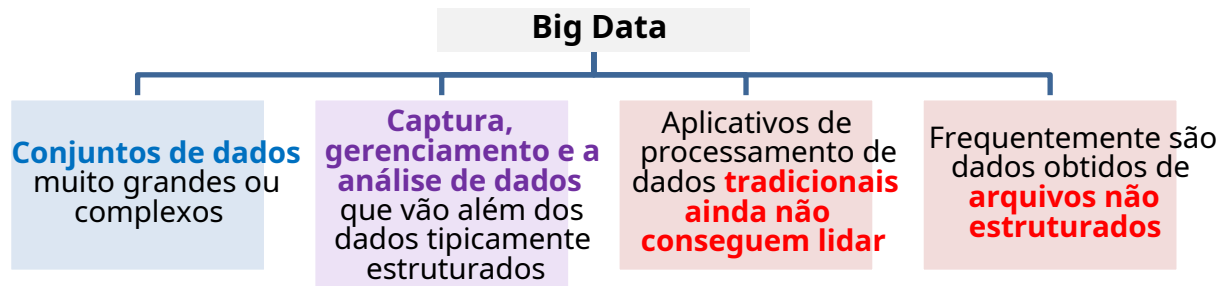 Big Data
Conjuntos de dados
muito grandes ou
complexos
Captura,
gerenciamento e a
análise de dados
que vão além dos
dados tipicamente
estruturados
Aplicativos de
processamento de
dados tradicionais
ainda não
conseguem lidar
Frequentemente são
dados obtidos de
arquivos não
estruturados